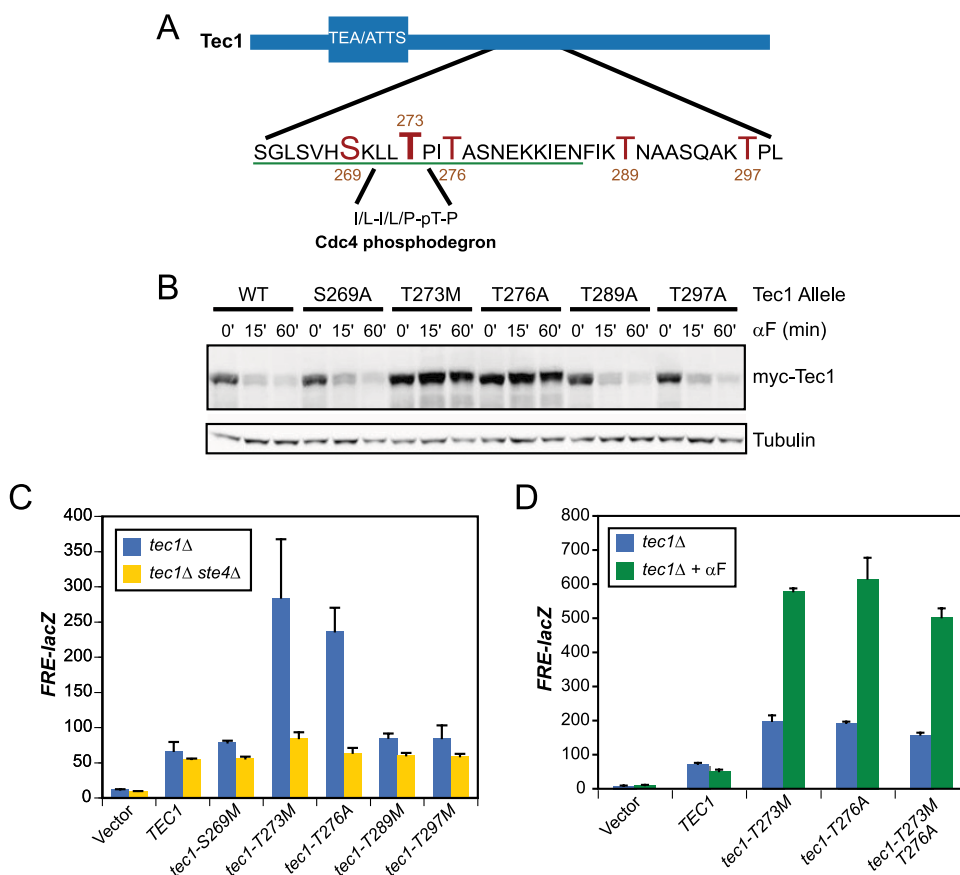 A
Tec1
TEA/ATTS
273
SGLSVHSKLLTPITASNEKKIENFIKTNAASQAKTPL
269 276 289 297
I/L-I/L/P-pT-P
Cdc4 phosphodegron
B
WT S269A T273M T276A T289A T297A Tec1 Allele
0' 15' 60' 0' 15' 60' 0' 15' 60' 0' 15' 60' 0' 15' 60' 0' 15' 60' αF (min)
myc-Tec1
Tubulin
C
400
350
300
250
200
150
100
50
0
FRE-lacZ
tec1Δ
tec1Δ ste4Δ
Vector
TEC1
tec1-S269M
tec1-T273M
tec1-T276A
tec1-T289M
tec1-T297M
D
800
700
600
500
400
300
200
100
0
FRE-lacZ
tec1Δ
tec1Δ + αF
Vector
TEC1
tec1-T273M
tec1-T276A
tec1-T273M
T276A